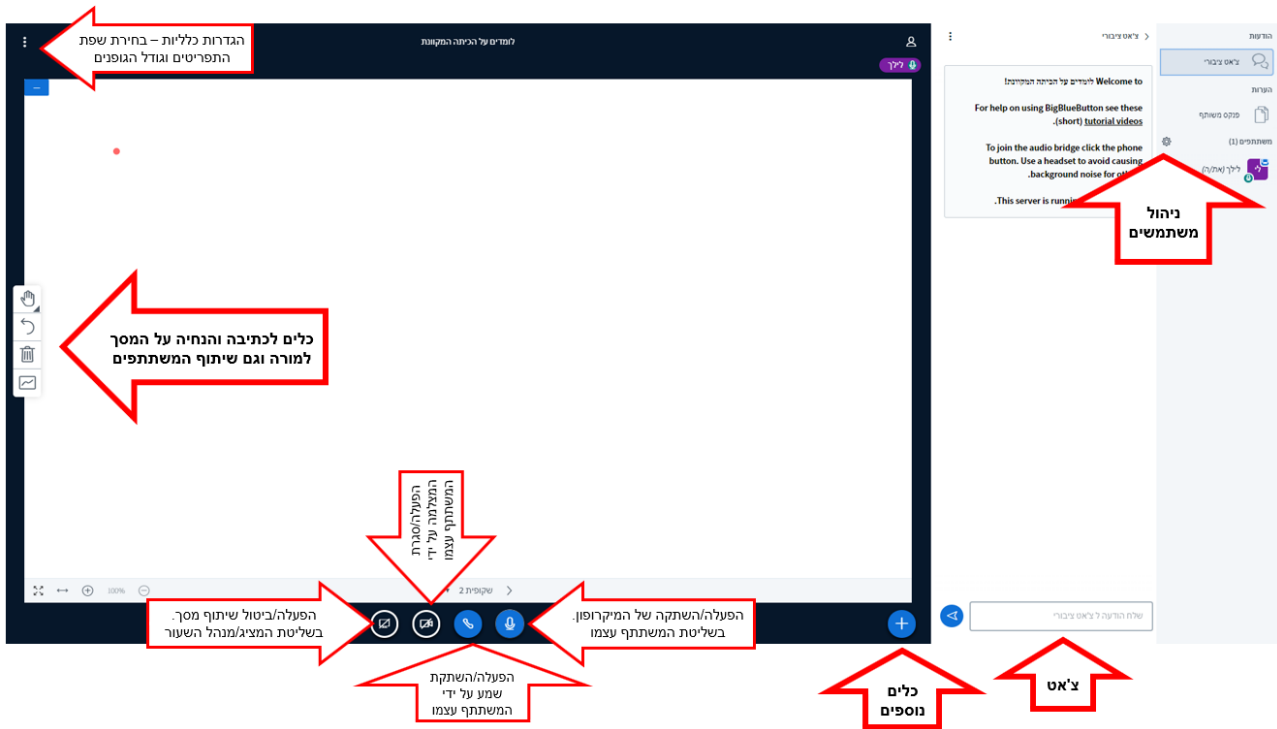 הגדרות כלליות – בחירת שפת
התפריטים וגודל הגופנים
לומדים על הכיתה המקוונת
לילך
צ'אט ציבורי
הודעות
צ'אט ציבורי
הערות
פנקס משותף
משתתפים (1)
לילך (את/ה)
Welcome to לומדים על הכיתה המקוונת!
For help on using BigBlueButton see these
(short) tutorial videos.
To join the audio bridge click the phone
button. Use a headset to avoid causing
background noise for
This server is
ניהול
משתמשים
כלים לכתיבה והנחיה על המסך
למורה וגם שיתוף המשתתפים
הפעלה/סגרת
המצלמה על ידי
המשתתף עצמו
100%
שקופית 2
הפעלה/ביטול שיתוף מסך.
בשליטת המציג/מנהל השעור
הפעלה/השתקה של המיקרופון.
בשליטת המשתתף עצמו
שלח הודעה ל צ'אט ציבורי
הפעלה/השתקת
שמע על ידי
המשתתף עצמו
כלים
נוספים
צ'אט